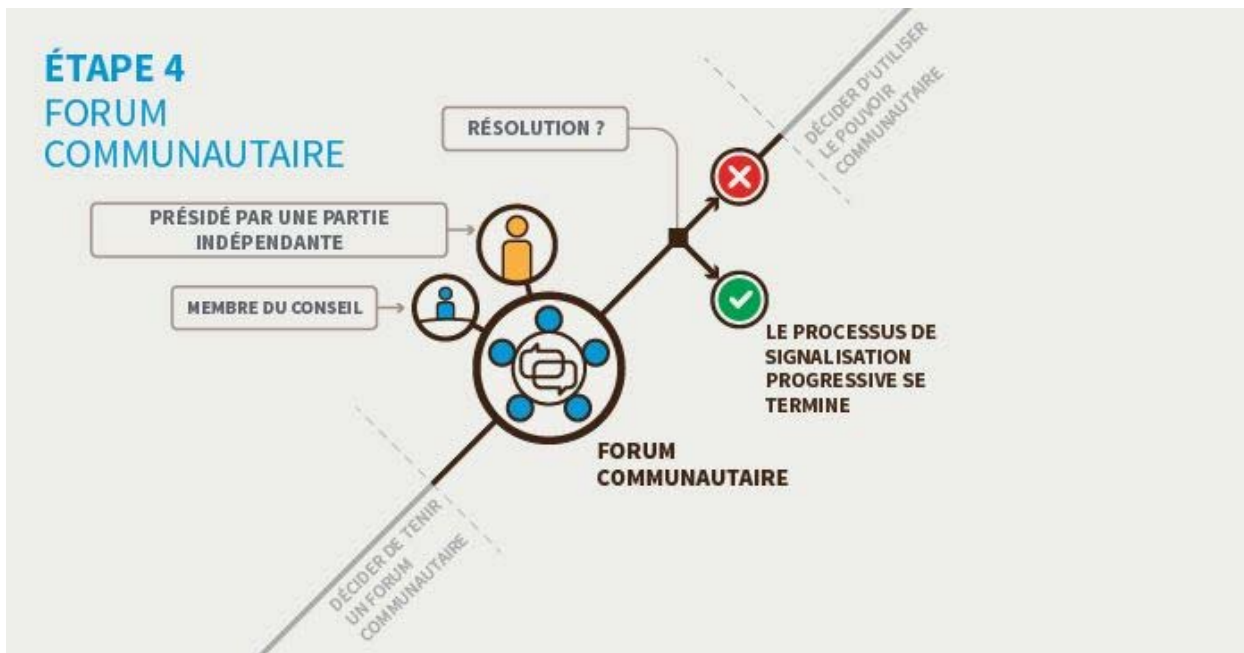 ÉTAPE 4
FORUM
COMMUNAUTAIRE
RÉSOLUTION ?
PRÉSIDÉ PAR UNE PARTIE
INDÉPENDANTE
MEMBRE DU CONSEIL
DÉCIDER D'UTILISER
LE POUVOIR
COMMUNAUTAIRE
LE PROCESSUS DE
SIGNALISATION
PROGRESSIVE SE
TERMINE
FORUM
COMMUNAUTAIRE
DÉCIDER DE TENIR
UN FORUM
COMMUNAUTAIRE